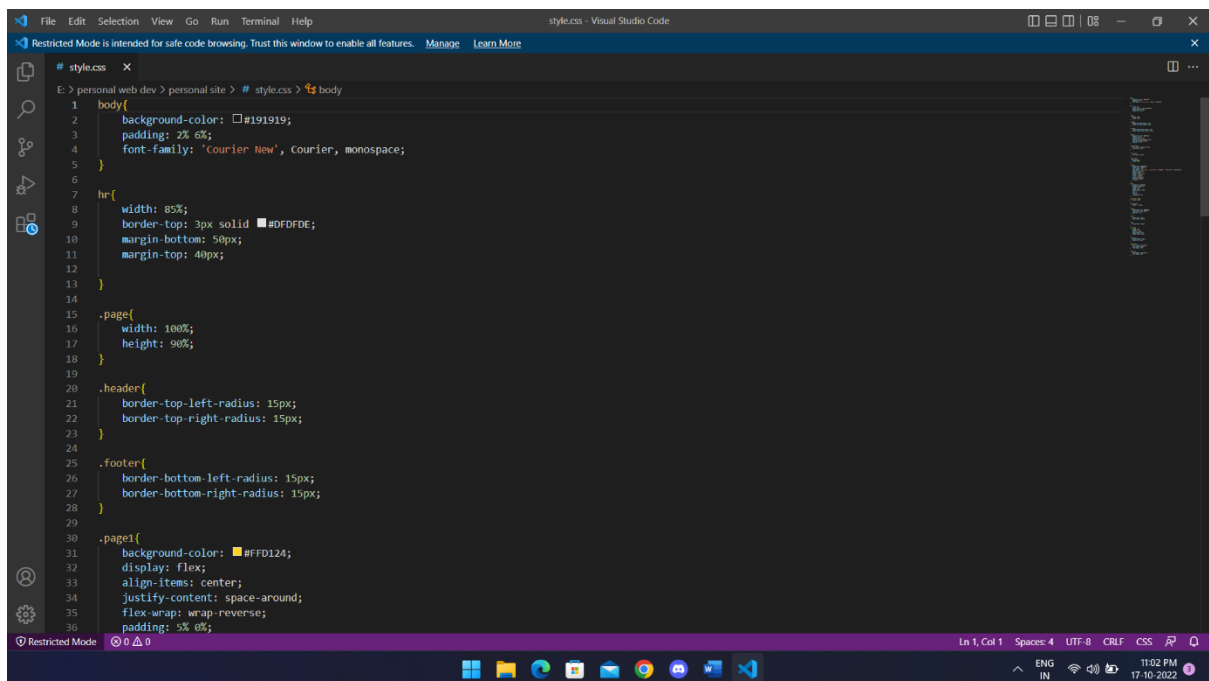 File Edit Selection View Go Run Terminal Help style.css - Visual Studio Code
Restricted Mode is intended for safe code browsing. Trust this window to enable all features. Manage Learn More
# style.css
E: > personal web dev > personal site > # style.css > body
1 body{
2 background-color: #191919;
3 padding: 2% 6%;
4 font-family: 'Courier New', Courier, monospace;
5 }
6
7 hr{
8 width: 85%;
9 border-top: 3px solid #DFDFDE;
10 margin-bottom: 50px;
11 margin-top: 40px;
12
13 }
14
15 .page{
16 width: 100%;
17 height: 90%;
18 }
19
20 .header{
21 border-top-left-radius: 15px;
22 border-top-right-radius: 15px;
23 }
24
25 .footer{
26 border-bottom-left-radius: 15px;
27 border-bottom-right-radius: 15px;
28 }
29
30 .page1{
31 background-color: #FFD124;
32 display: flex;
33 align-items: center;
34 justify-content: space-around;
35 flex-wrap: wrap-reverse;
36 padding: 5% 0%;
Restricted Mode 0 0 Ln 1, Col 1 Spaces: 4 UTF-8 CRLF CSS
ENG 11:02 PM
IN 17-10-2022 3